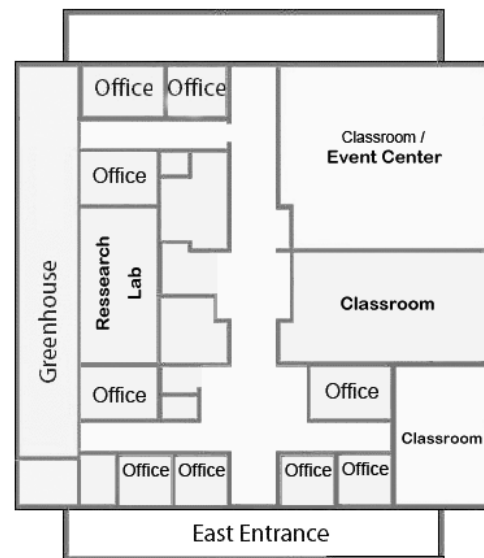 Office
Office
Classroom /
Event Center
Office
Ressearch
Lab
Greenhouse
Classroom
Office
Office
Classroom
Office
Office
Office
Office
East Entrance